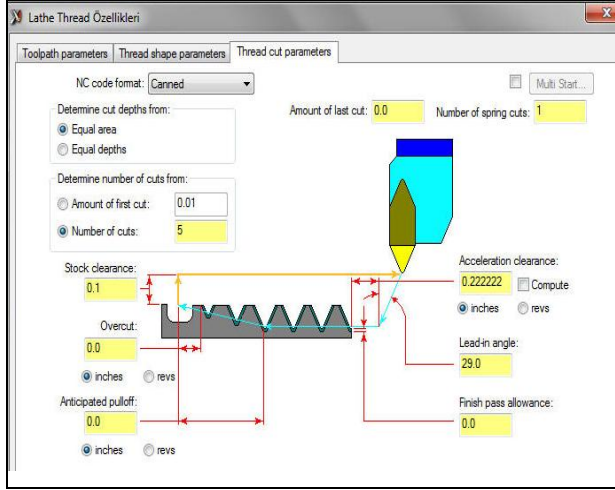 Lathe Thread Özellikleri
Toolpath parameters Thread shape parameters Thread cut parameters
NC code format: Canned
Multi Start...
Determine cut depths from:
Equal area
Equal depths
Amount of last cut: 0.0
Number of spring cuts: 1
Determine number of cuts from:
Amount of first cut: 0.01
Number of cuts: 5
Stock clearance:
0.1
Acceleration clearance:
0.222222 Compute
inches revs
Overcut:
0.0
inches revs
Lead-in angle:
29.0
Anticipated pulloff:
0.0
inches revs
Finish pass allowance:
0.0